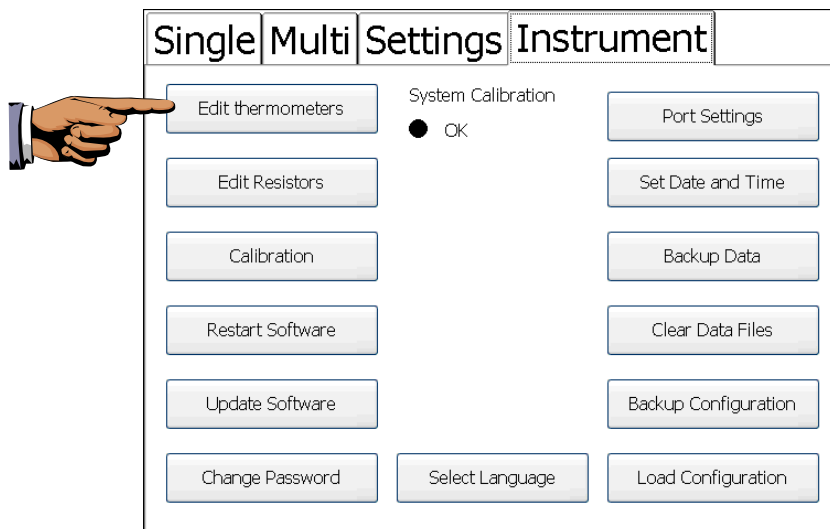 Single Multi Settings Instrument
Edit thermometers
System Calibration
OK
Port Settings
Edit Resistors
Set Date and Time
Calibration
Backup Data
Restart Software
Clear Data Files
Update Software
Backup Configuration
Change Password
Select Language
Load Configuration